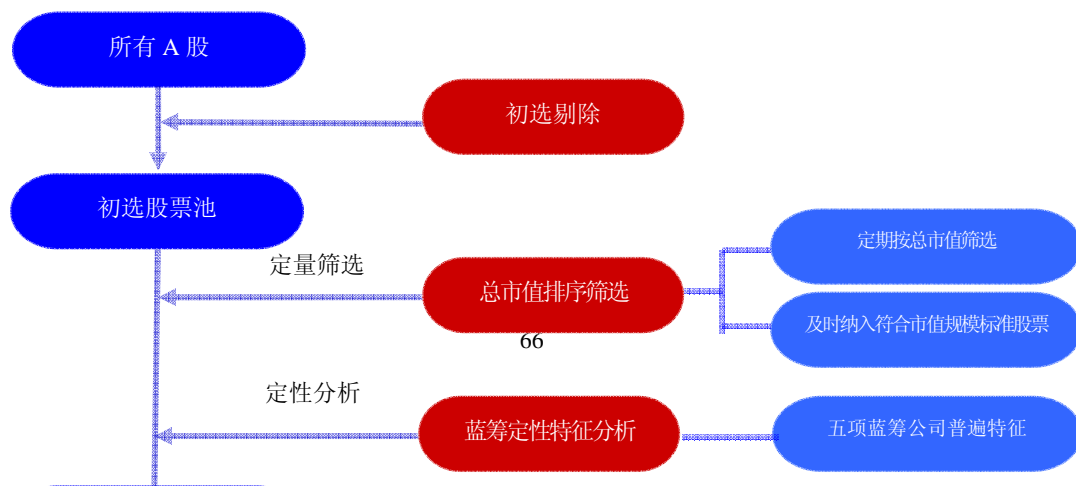 所有 A 股
初选剔除
初选股票池
定期按总市值筛选
定量筛选
总市值排序筛选
及时纳入符合市值规模标准股票
66
定性分析
蓝筹定性特征分析
五项蓝筹公司普遍特征